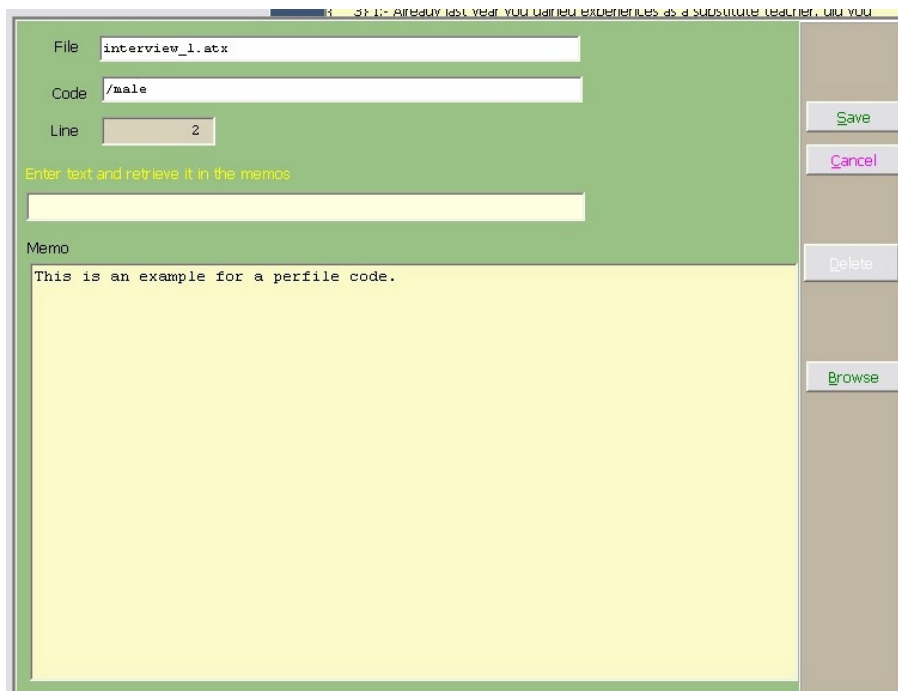 3F1:- Already last year you gained experiences as a substitute teacher, did you
File interview_1.atx
Code /male
Line 2
Save
Cancel
Enter text and retrieve it in the memos
Memo
This is an example for a perfile code.
Delete
Browse